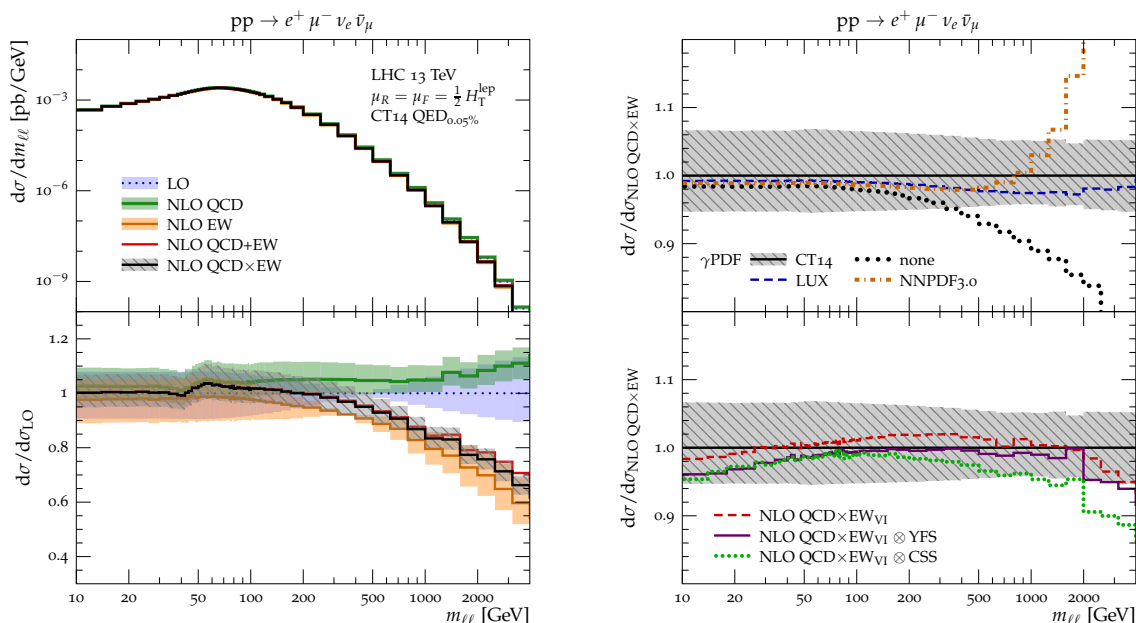 pp → e⁺ μ⁻ νₑ ν̄_μ
dσ/dm_ℓℓ [pb/GeV]
10⁻³
10⁻⁶
10⁻⁹
LHC 13 TeV
μ_R = μ_F = ½ H_T^lep
CT14 QED₀.₀₅%
LO
NLO QCD
NLO EW
NLO QCD+EW
NLO QCD×EW
dσ/dσ_LO
1.2
1
0.8
0.6
0.4
10 20 50 100 200 500 1000 2000
m_ℓℓ [GeV]
pp → e⁺ μ⁻ νₑ ν̄_μ
dσ/dσ_NLO QCD×EW
1.1
1.0
0.9
γPDF CT14 none
LUX NNPDF3.0
dσ/dσ_NLO QCD×EW
1.1
1.0
0.9
NLO QCD×EW_VI
NLO QCD×EW_VI ⊗ YFS
NLO QCD×EW_VI ⊗ CSS
10 20 50 100 200 500 1000 2000
m_ℓℓ [GeV]